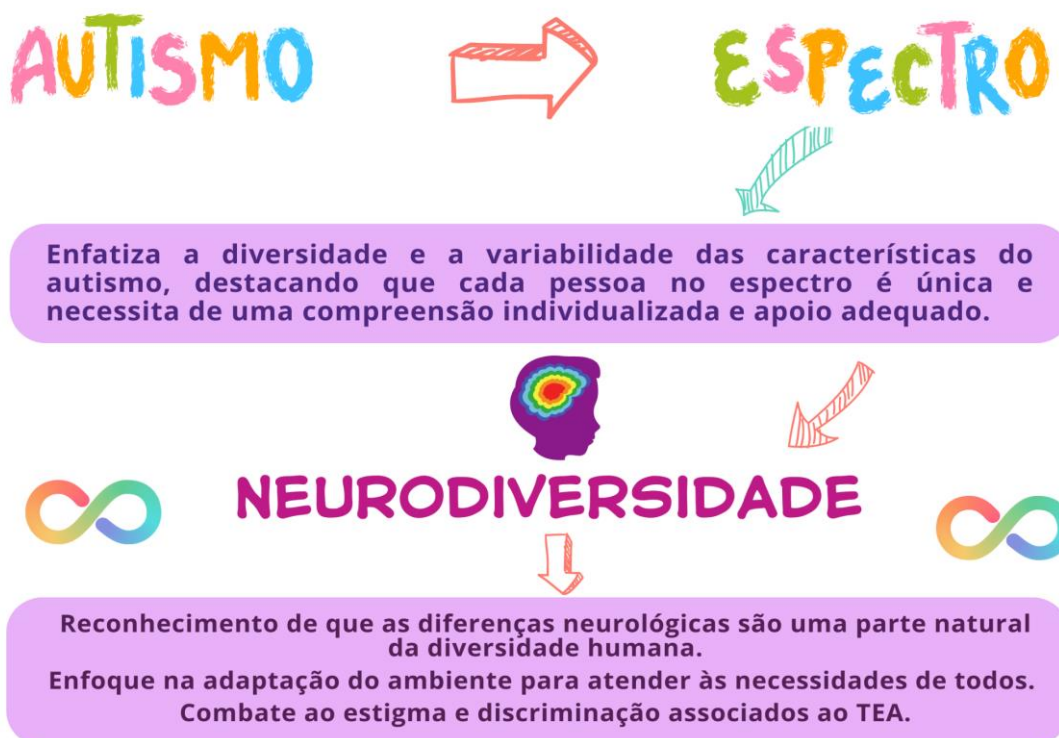 AUTISMO
ESPECTRO
Enfatiza a diversidade e a variabilidade das características do
autismo, destacando que cada pessoa no espectro é única e
necessita de uma compreensão individualizada e apoio adequado.
NEURODIVERSIDADE
Reconhecimento de que as diferenças neurológicas são uma parte natural
da diversidade humana.
Enfoque na adaptação do ambiente para atender às necessidades de todos.
Combate ao estigma e discriminação associados ao TEA.